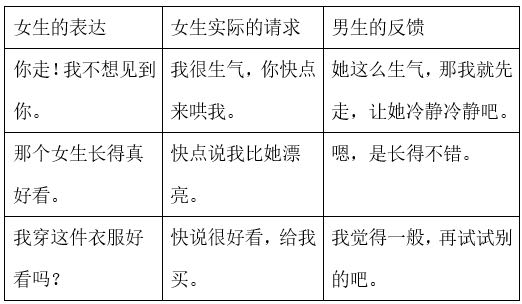 女生的表达 女生实际的请求 男生的反馈
你走！我不想见到 我很生气，你快点 她这么生气，那我就先
你。 来哄我。 走，让她冷静冷静吧。
那个女生长得真 快点说我比她漂 嗯，是长得不错。
好看。 亮。
我穿这件衣服好 快说很好看，给我 我觉得一般，再试试别
看吗？ 买。 的吧。